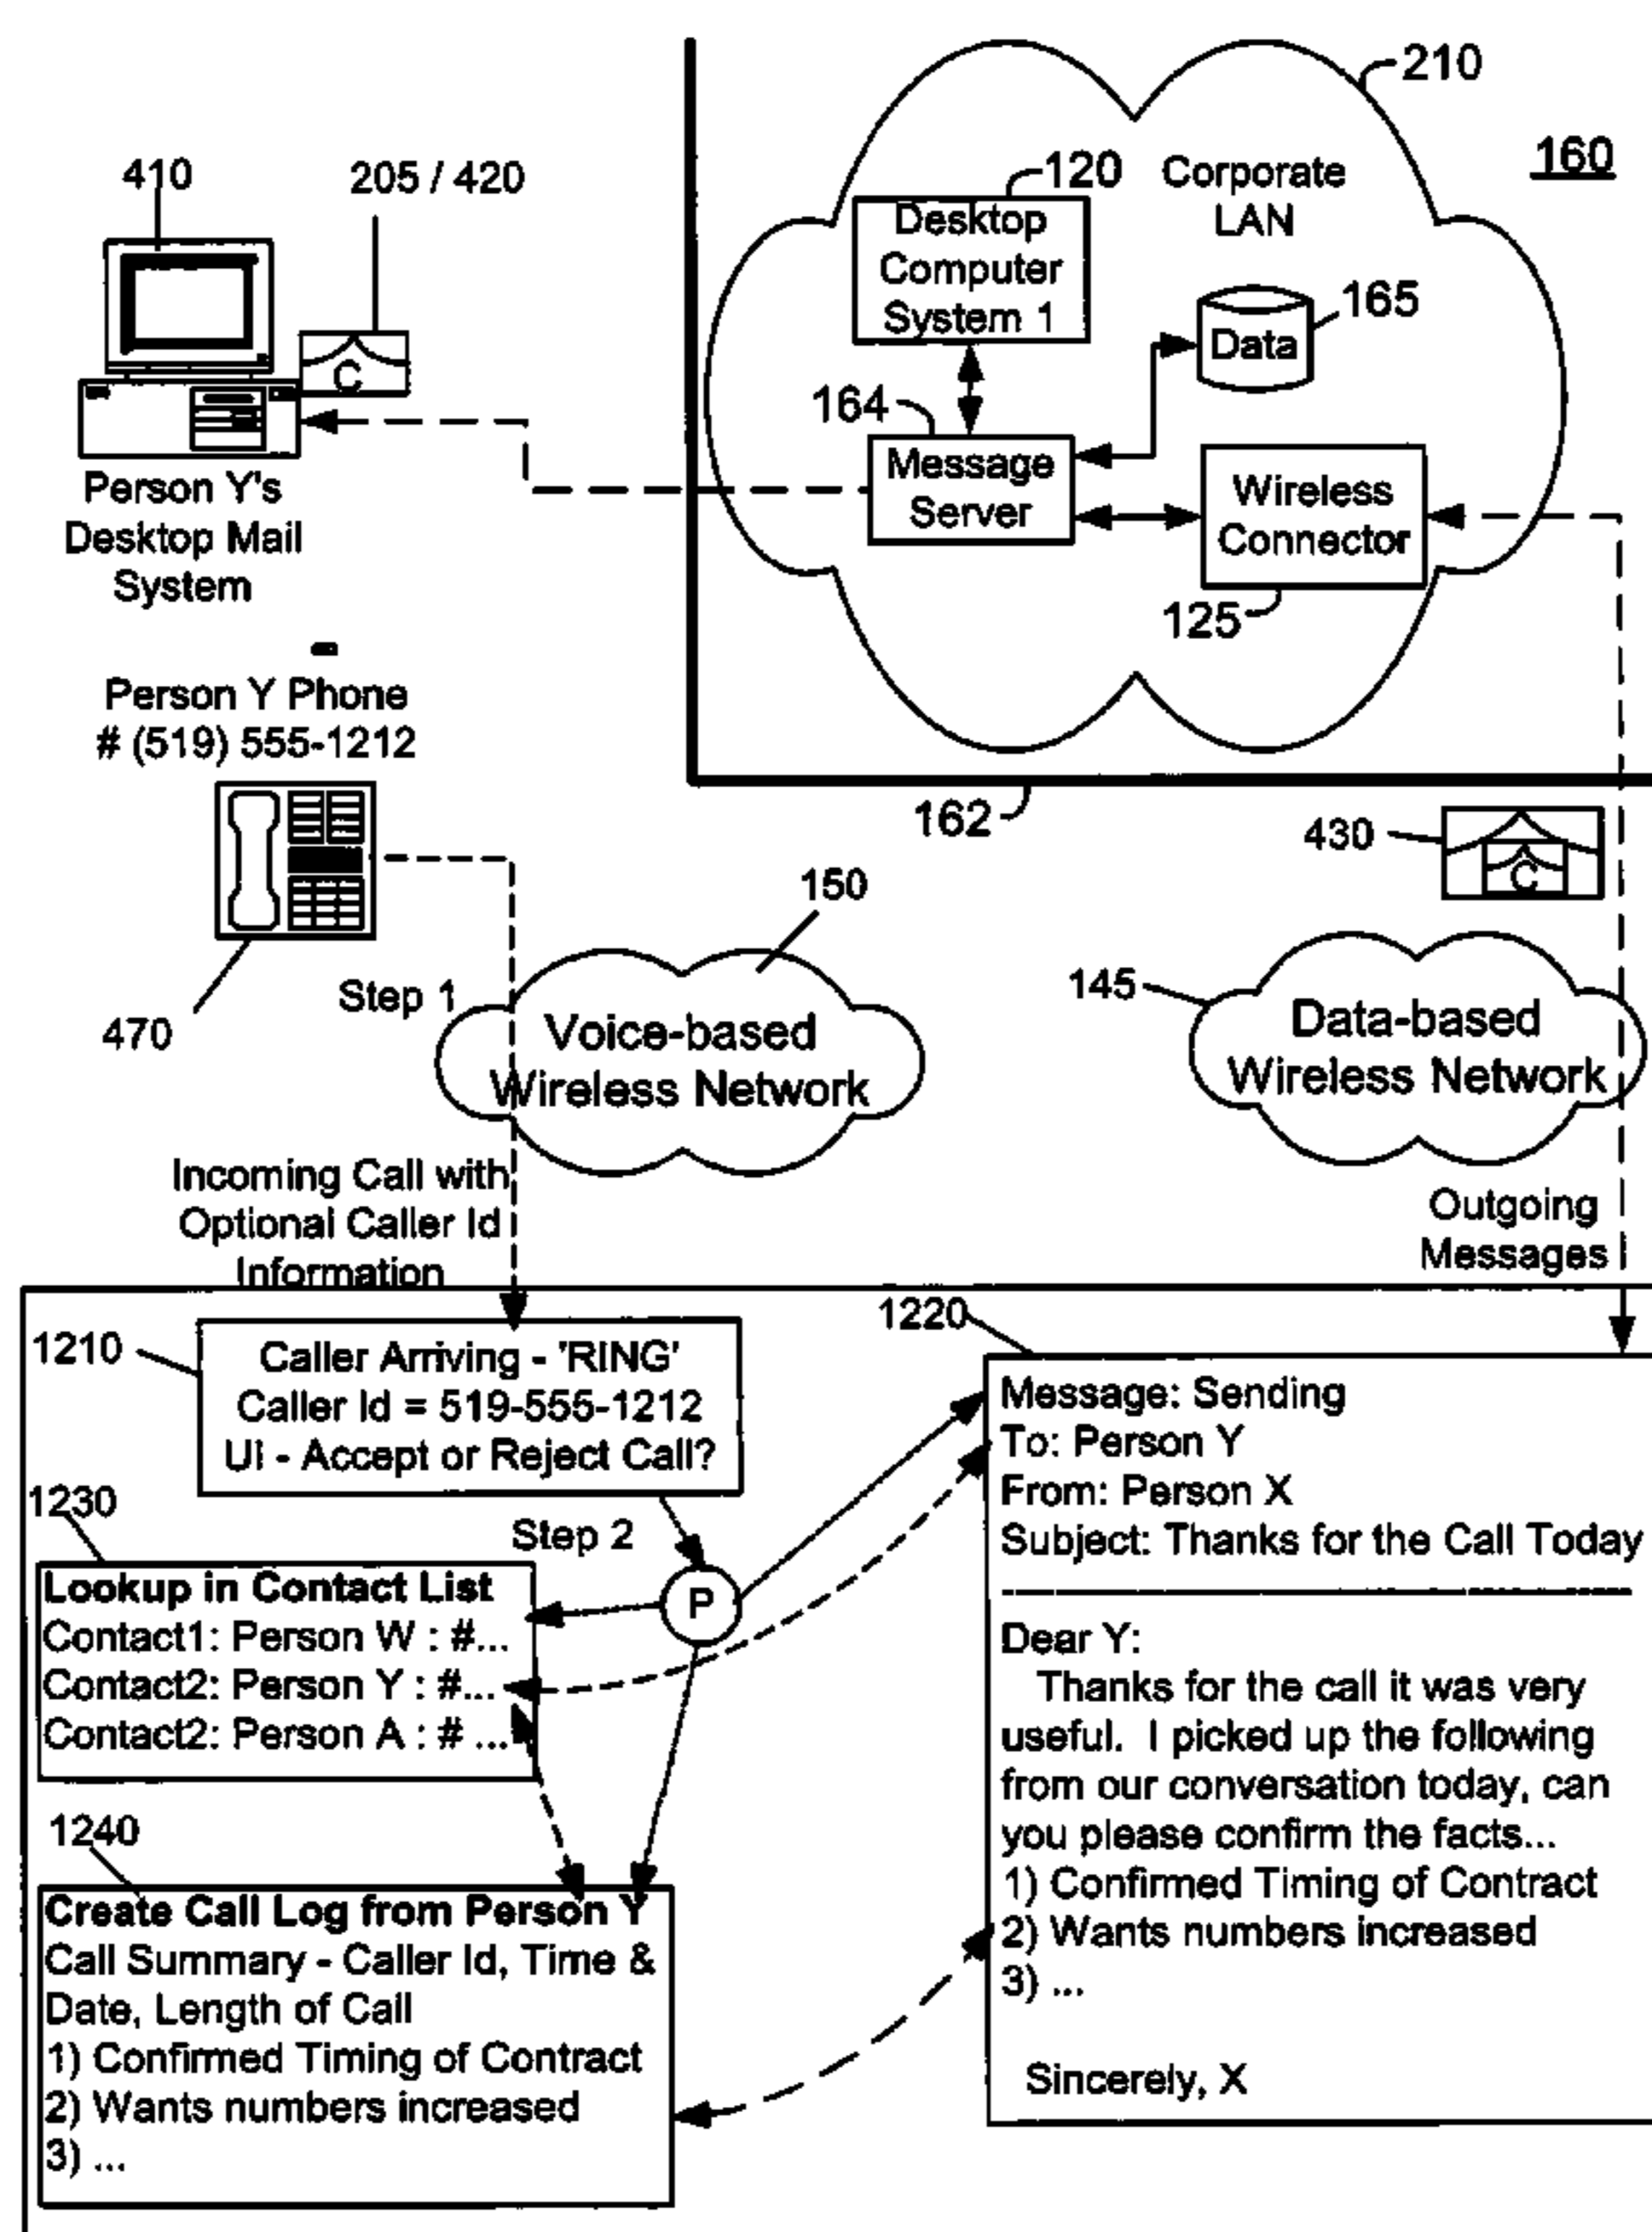 210
160
410
205 / 420
120
Corporate
LAN
Desktop
Computer
System 1
165
Data
C
164
Message
Server
Wireless
Connector
125
Person Y's
Desktop Mail
System
Person Y Phone
# (519) 555-1212
162
430
C
150
470
Step 1
Voice-based
Wireless Network
145
Data-based
Wireless Network
Incoming Call with
Optional Caller Id
Information
Outgoing
Messages
1210
Caller Arriving - 'RING'
Caller Id = 519-555-1212
UI - Accept or Reject Call?
1220
Message: Sending
To: Person Y
From: Person X
Subject: Thanks for the Call Today
Dear Y:
Thanks for the call it was very
useful. I picked up the following
from our conversation today, can
you please confirm the facts...
1) Confirmed Timing of Contract
2) Wants numbers increased
3) ...
Sincerely, X
Step 2
P
1230
Lookup in Contact List
Contact1: Person W : #...
Contact2: Person Y : #...
Contact2: Person A : # ...
1240
Create Call Log from Person Y
Call Summary - Caller Id, Time &
Date, Length of Call
1) Confirmed Timing of Contract
2) Wants numbers increased
3) ...